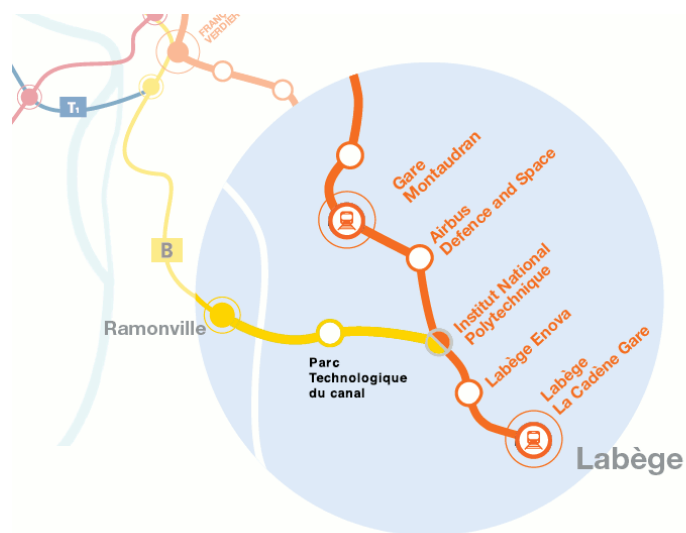 VERDIER
T1
Gare
Montaudran
Airbus
Defence and Space
B
Institut National
Polytechnique
Ramonville
Labège Enova
Parc
Technologique
du canal
Labège
La Cadène Gare
Labège